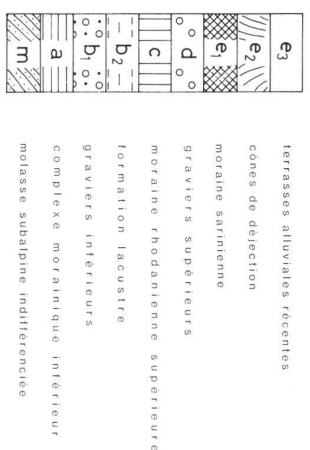 e3 terrasses alluviales récentes
e2 cônes de déjection
e1 moraine sarinienne
d graviers supérieurs
c moraine rhodanienne supérieure
b2 formation lacustre
b1 graviers inférieurs
a complexe morainique inférieur
m molasse subalpine indifférenciée